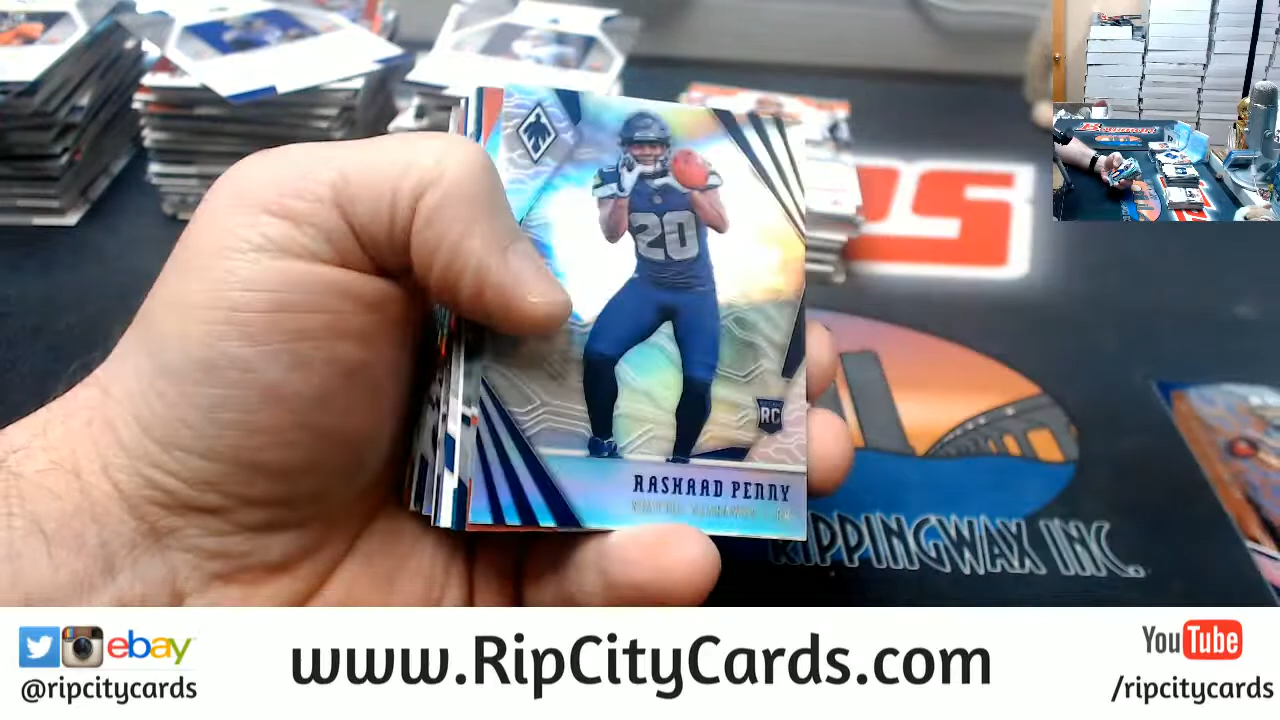 20
RC
RASHAAD PENNY
RIPPINGWAX INC.
ebay
@ripcitycards
www.RipCityCards.com
YouTube
/ripcitycards